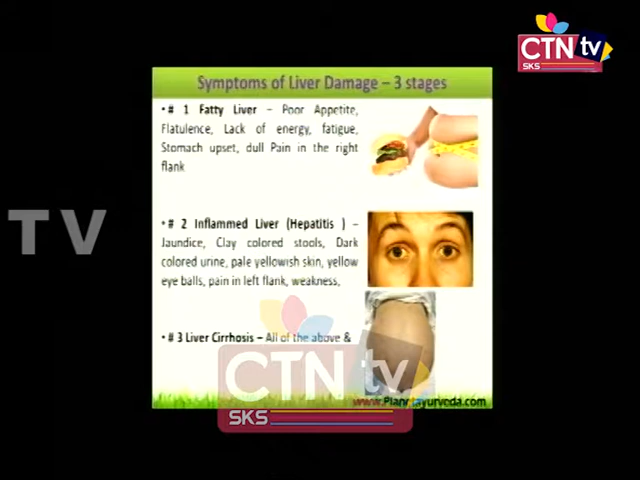 CTN tv
SKS
Symptoms of Liver Damage – 3 stages
• # 1 Fatty Liver – Poor Appetite,
Flatulence, Lack of energy, fatigue,
Stomach upset, dull Pain in the right
flank
TV
• # 2 Inflammed Liver (Hepatitis ) –
Jaundice, Clay colored stools, Dark
colored urine, pale yellowish skin, yellow
eye balls, pain in left flank, weakness,
• # 3 Liver Cirrhosis – All of the above &
CTN tv
SKS